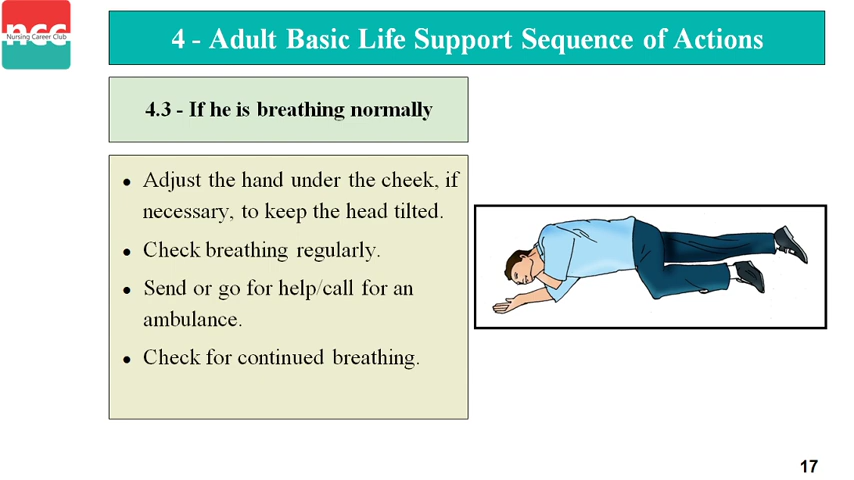 ncc
Nursing Career Club
4 - Adult Basic Life Support Sequence of Actions
4.3 - If he is breathing normally
● Adjust the hand under the cheek, if
necessary, to keep the head tilted.
● Check breathing regularly.
● Send or go for help/call for an
ambulance.
● Check for continued breathing.
17